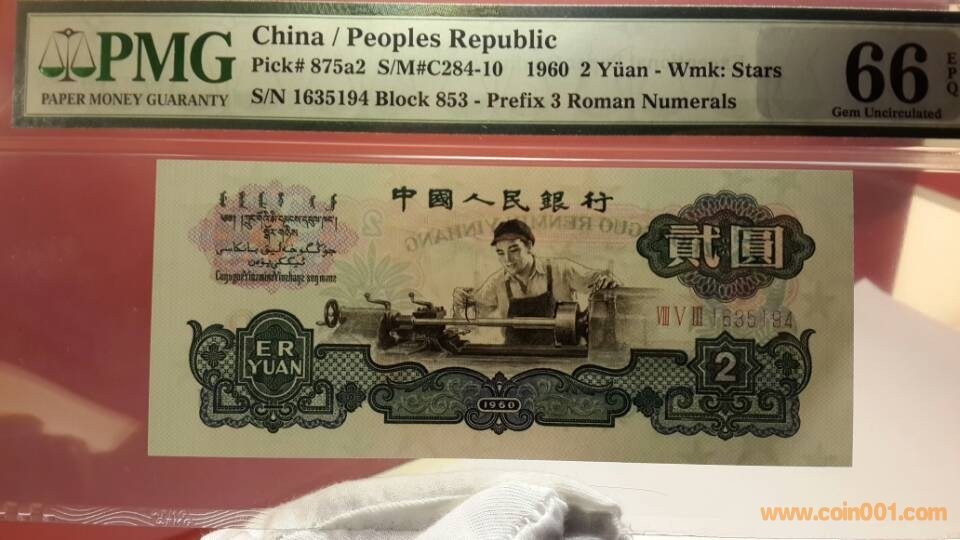 PMG
PAPER MONEY GUARANTY
China / Peoples Republic
Pick# 875a2 S/M#C284-10 1960 2 Yüan - Wmk: Stars
S/N 1635194 Block 853 - Prefix 3 Roman Numerals
66
EPQ
Gem Uncirculated
中國人民銀行
貳圓
VIII V III 1635194
ER
YUAN
1960
2
www.coin001.com